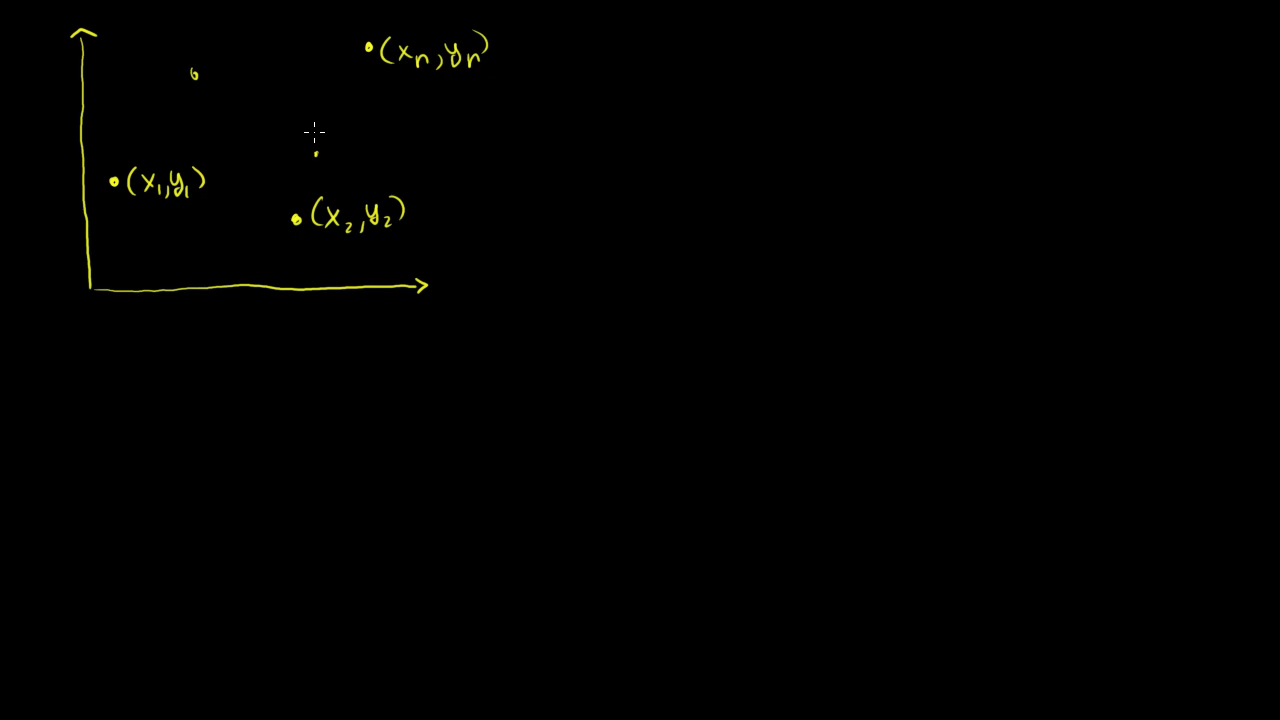 (xn, yn)
(x1, y1)
(x2, y2)